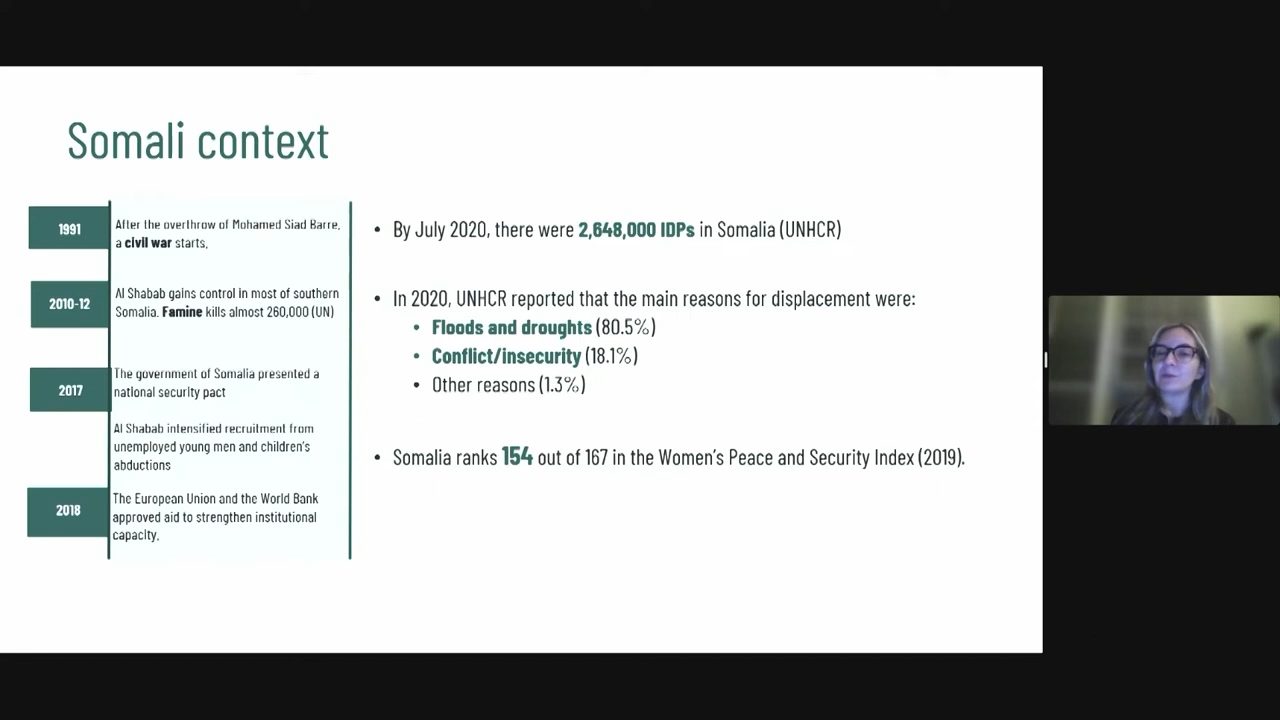 Somali context
1991
After the overthrow of Mohamed Siad Barre,
a civil war starts.
2010-12
Al Shabab gains control in most of southern
Somalia. Famine kills almost 260,000 (UN)
2017
The government of Somalia presented a
national security pact
Al Shabab intensified recruitment from
unemployed young men and children's
abductions
2018
The European Union and the World Bank
approved aid to strengthen institutional
capacity.
• By July 2020, there were 2,648,000 IDPs in Somalia (UNHCR)
• In 2020, UNHCR reported that the main reasons for displacement were:
• Floods and droughts (80.5%)
• Conflict/insecurity (18.1%)
• Other reasons (1.3%)
• Somalia ranks 154 out of 167 in the Women's Peace and Security Index (2019).